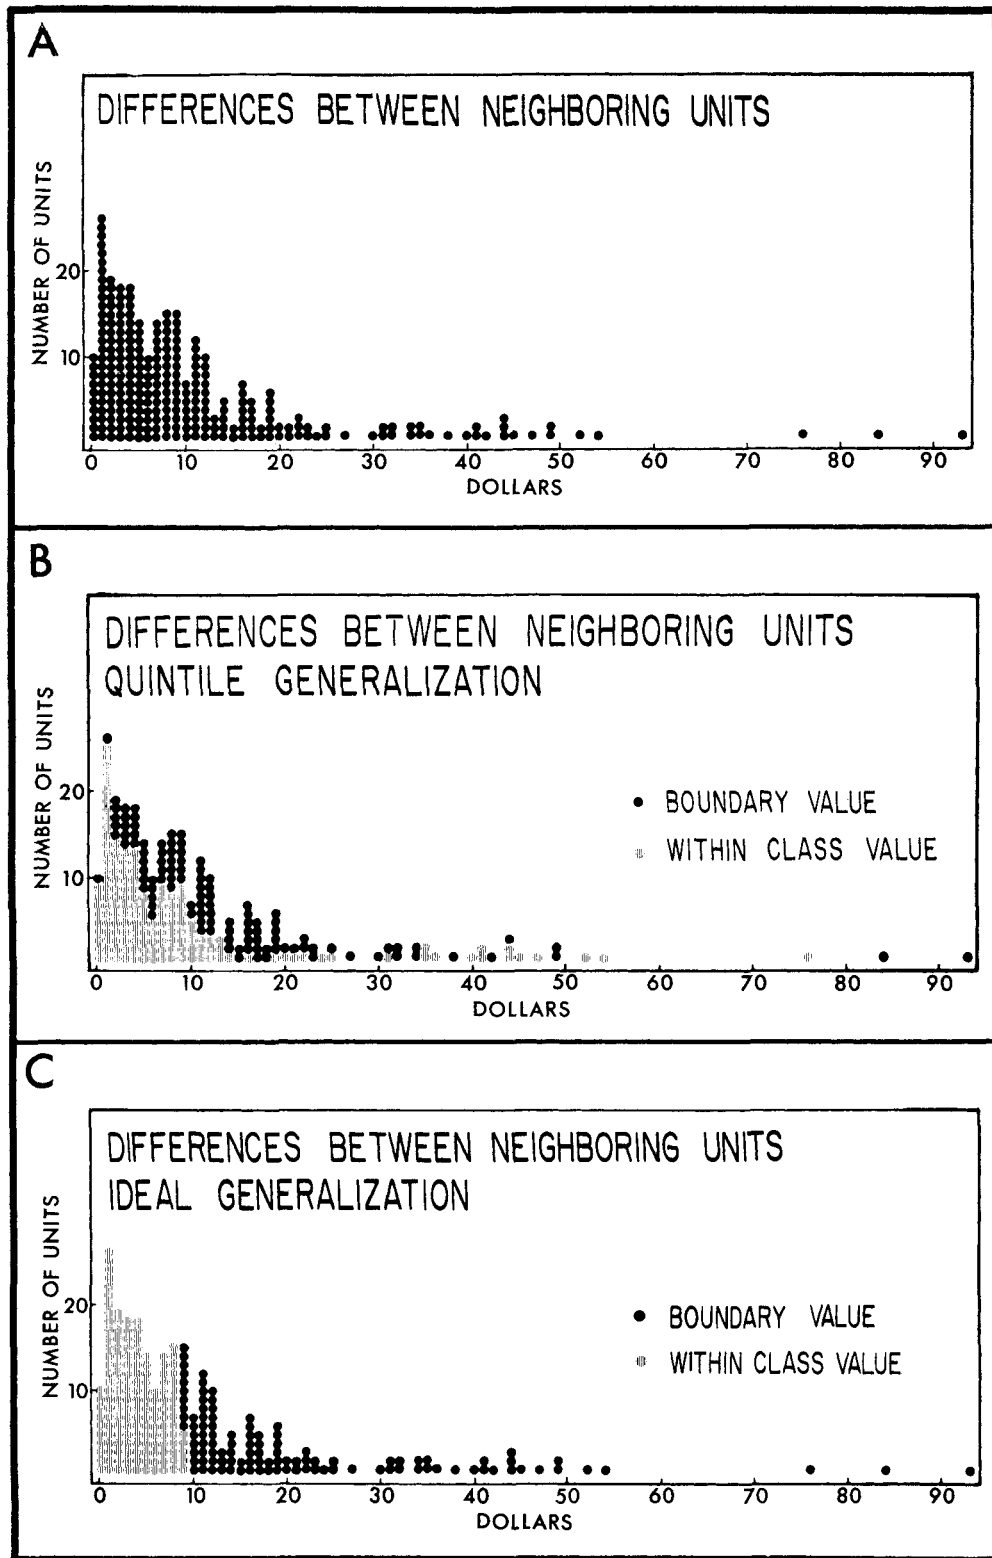 A
DIFFERENCES BETWEEN NEIGHBORING UNITS
NUMBER OF UNITS
20
10
0 10 20 30 40 50 60 70 80 90
DOLLARS
B
DIFFERENCES BETWEEN NEIGHBORING UNITS
QUINTILE GENERALIZATION
NUMBER OF UNITS
20
10
BOUNDARY VALUE
WITHIN CLASS VALUE
0 10 20 30 40 50 60 70 80 90
DOLLARS
C
DIFFERENCES BETWEEN NEIGHBORING UNITS
IDEAL GENERALIZATION
NUMBER OF UNITS
20
10
BOUNDARY VALUE
WITHIN CLASS VALUE
0 10 20 30 40 50 60 70 80 90
DOLLARS